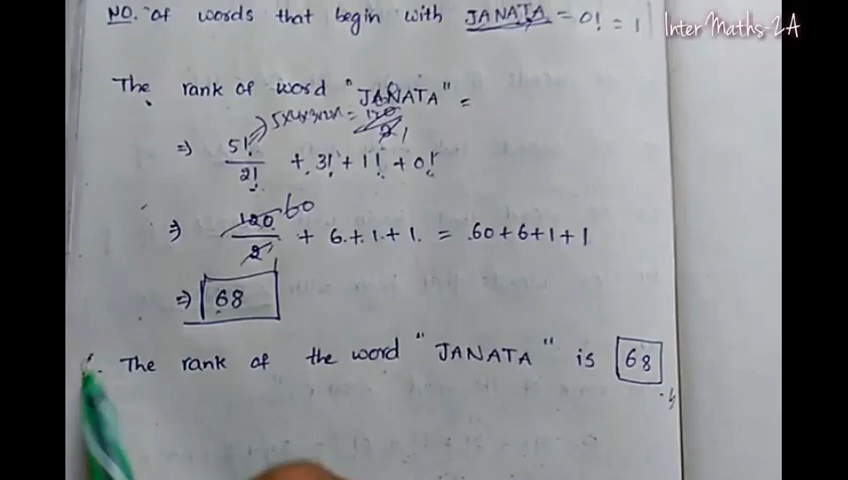 NO. of words that begin with JANATA = 0! = 1
Inter Maths-2A
The rank of word "JANATA" =
⇒ 5!/2! + 3! + 1! + 0!
⇒ 120/2 60 + 6 + 1 + 1 = 60 + 6 + 1 + 1
⇒ 68
∴ The rank of the word "JANATA" is 68